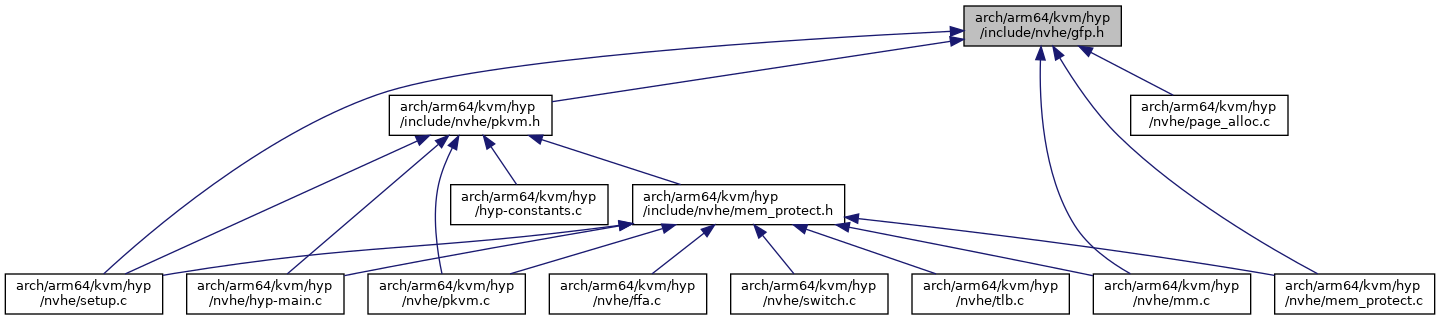 arch/arm64/kvm/hyp
/include/nvhe/gfp.h
arch/arm64/kvm/hyp
/include/nvhe/pkvm.h
arch/arm64/kvm/hyp
/nvhe/page_alloc.c
arch/arm64/kvm/hyp
/hyp-constants.c
arch/arm64/kvm/hyp
/include/nvhe/mem_protect.h
arch/arm64/kvm/hyp
/nvhe/setup.c
arch/arm64/kvm/hyp
/nvhe/hyp-main.c
arch/arm64/kvm/hyp
/nvhe/pkvm.c
arch/arm64/kvm/hyp
/nvhe/ffa.c
arch/arm64/kvm/hyp
/nvhe/switch.c
arch/arm64/kvm/hyp
/nvhe/tlb.c
arch/arm64/kvm/hyp
/nvhe/mm.c
arch/arm64/kvm/hyp
/nvhe/mem_protect.c